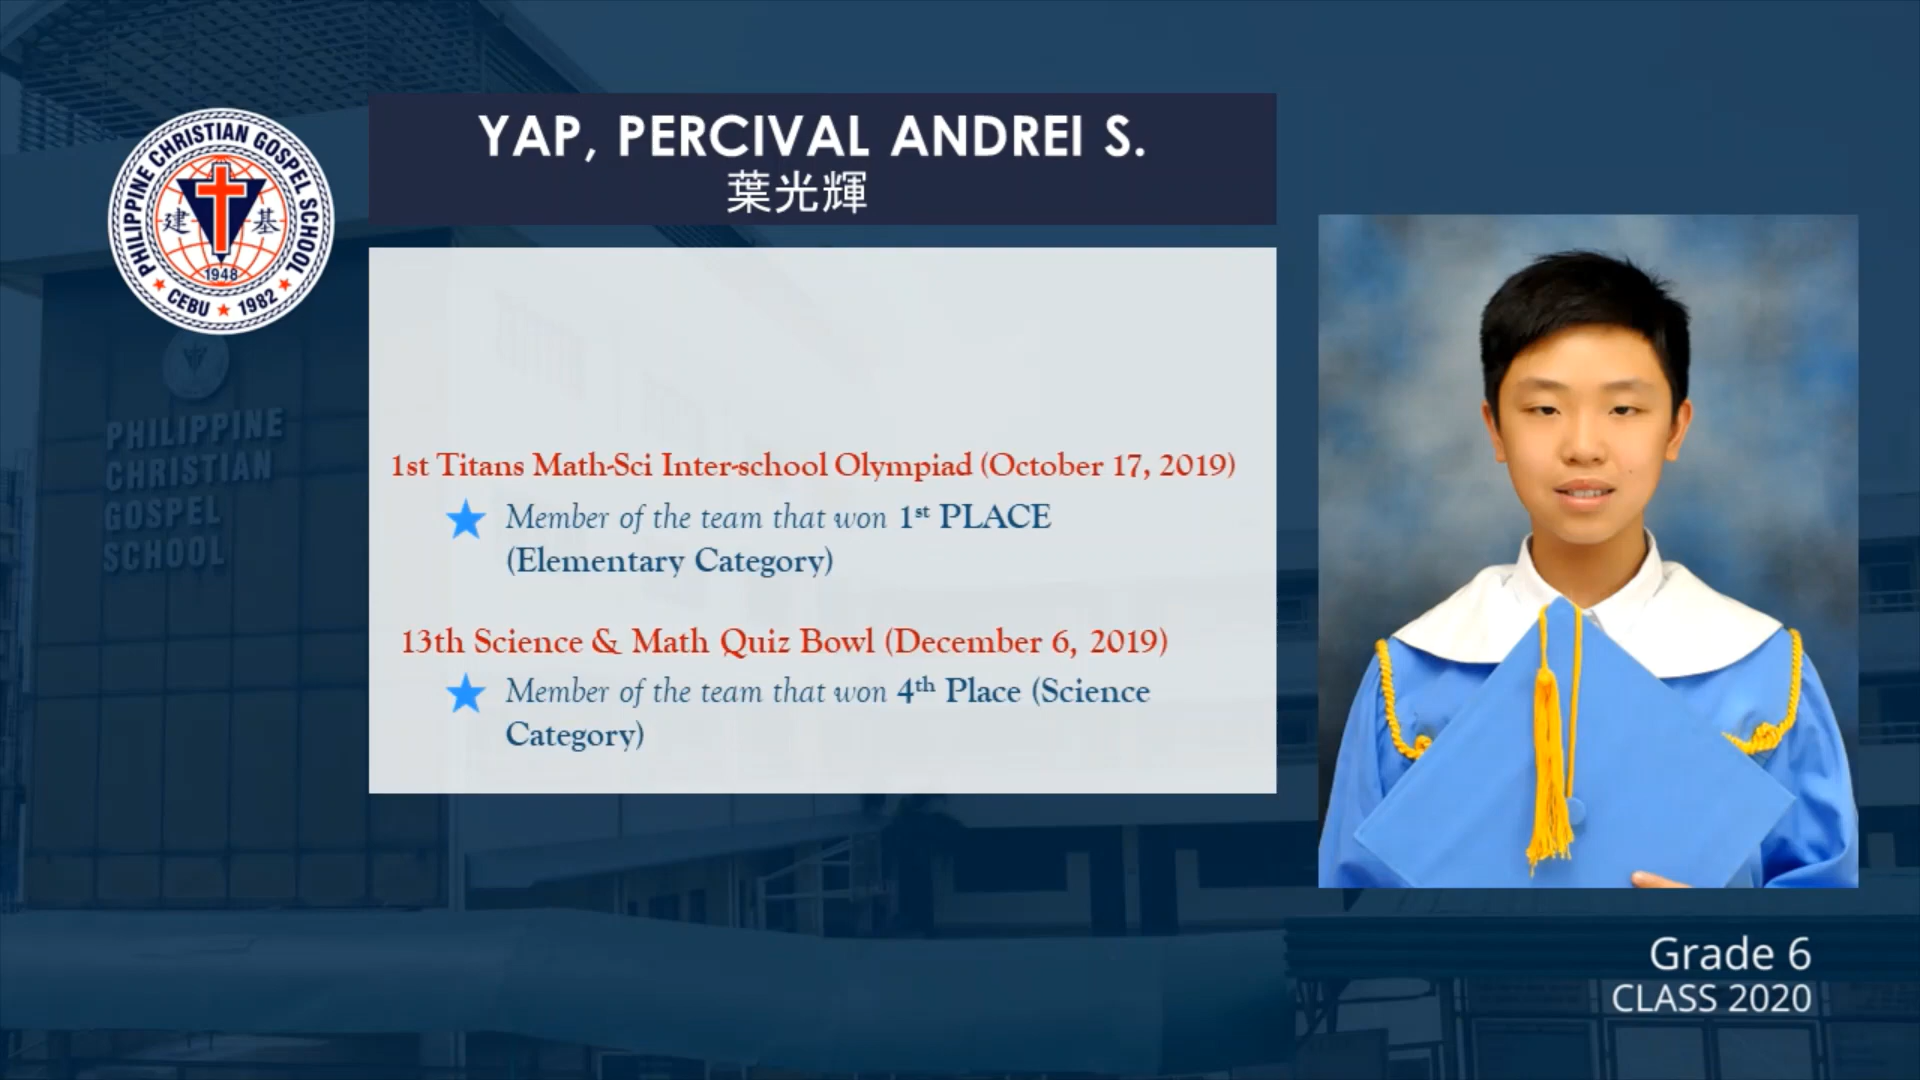 PHILIPPINE CHRISTIAN GOSPEL SCHOOL
建 基
1948
CEBU ★ 1982
YAP, PERCIVAL ANDREI S.
葉光輝
PHILIPPINE
CHRISTIAN
GOSPEL
SCHOOL
1st Titans Math-Sci Inter-school Olympiad (October 17, 2019)
Member of the team that won 1st PLACE
(Elementary Category)
13th Science & Math Quiz Bowl (December 6, 2019)
Member of the team that won 4th Place (Science
Category)
Grade 6
CLASS 2020